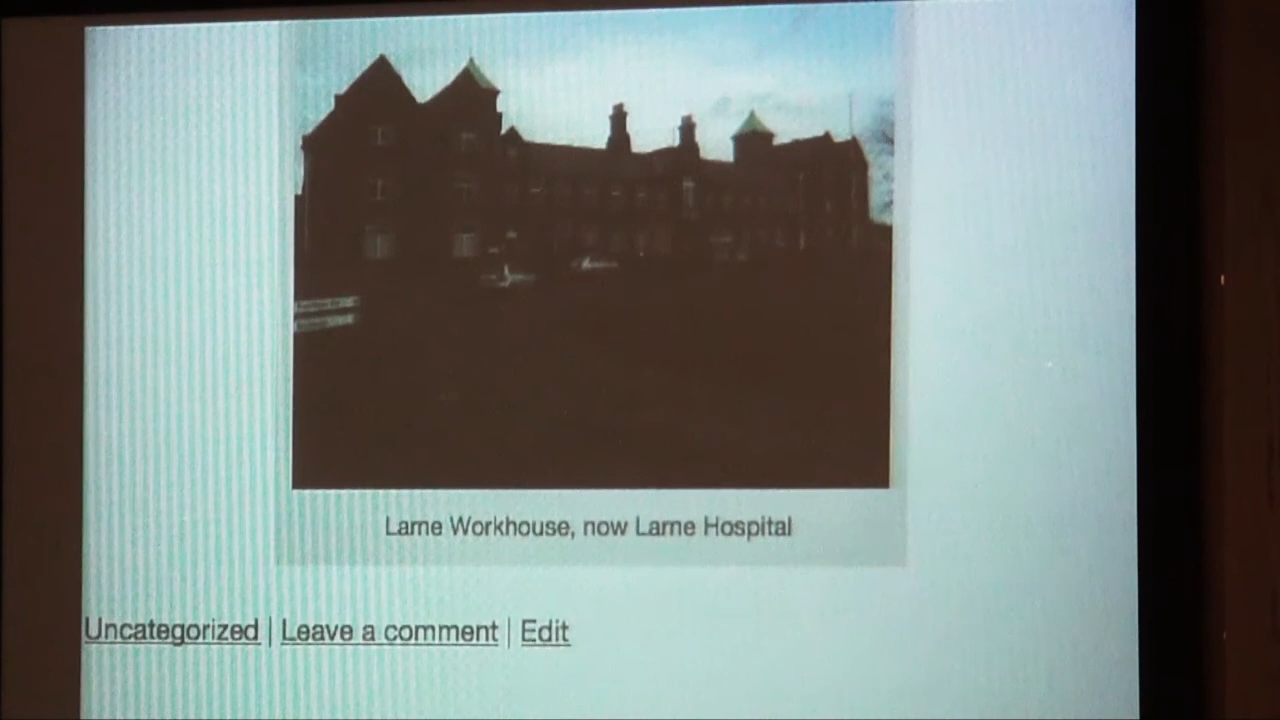 Larne Workhouse, now Larne Hospital
Uncategorized | Leave a comment | Edit